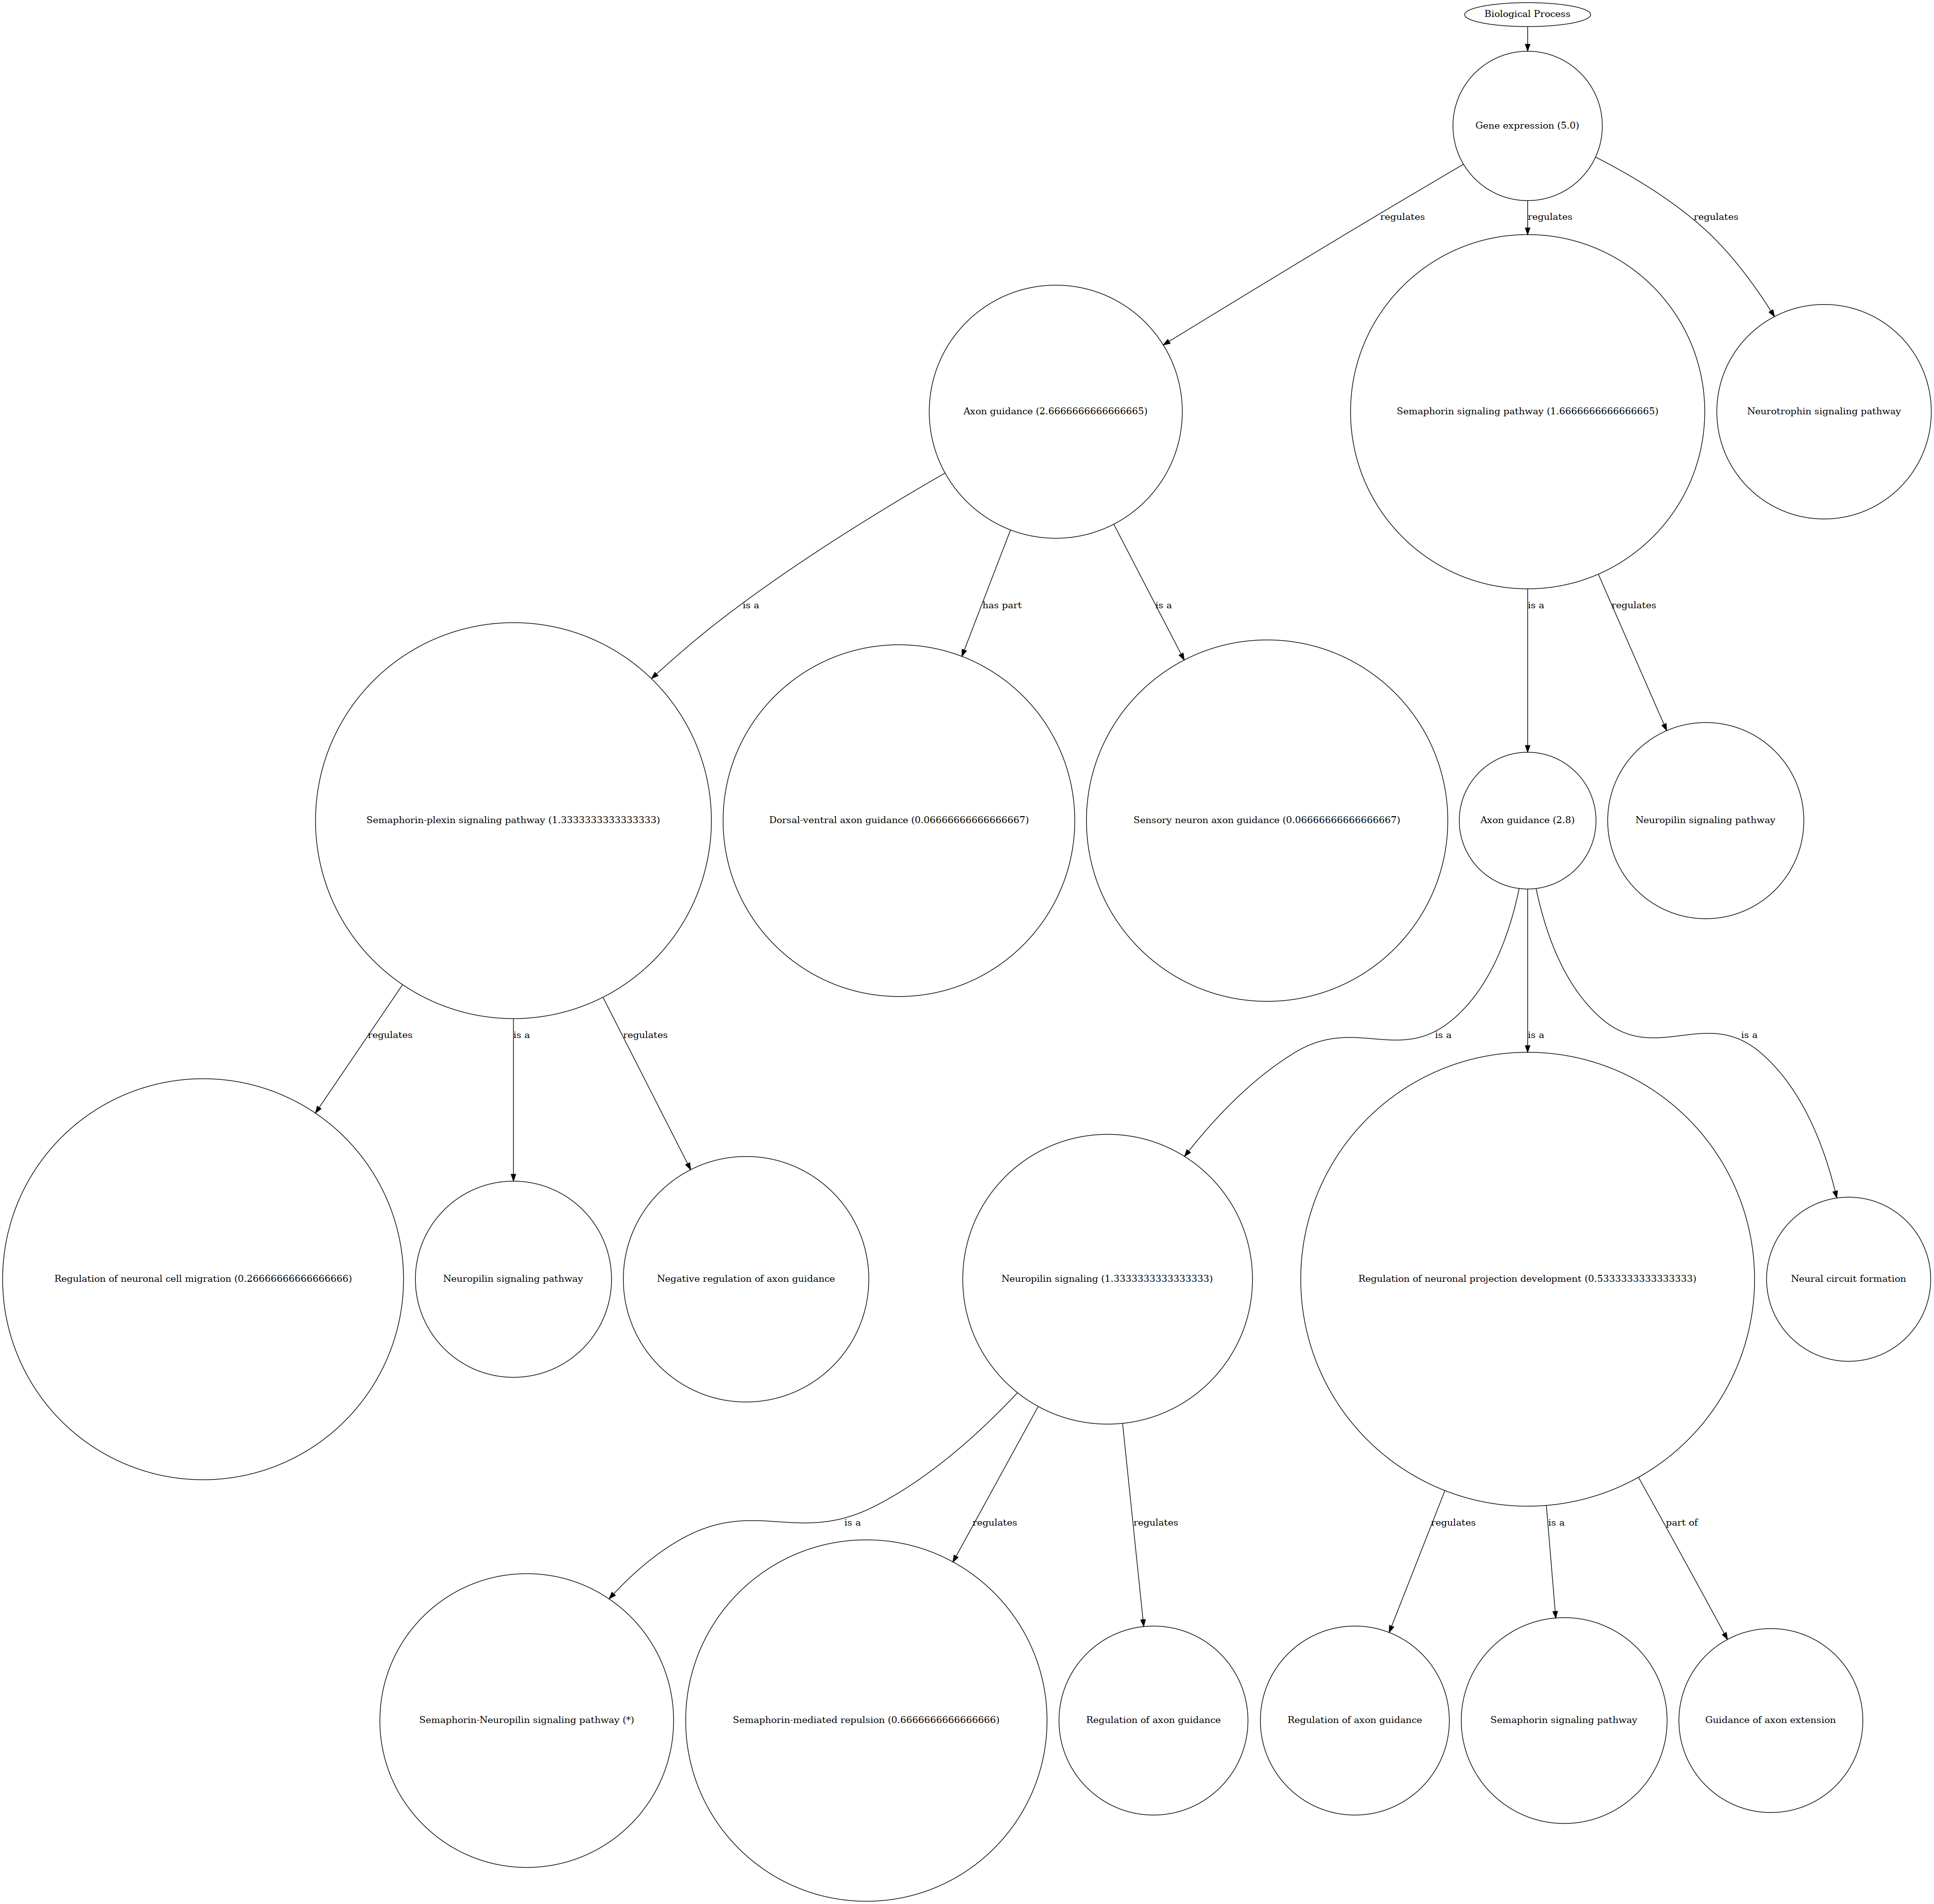 Biological Process
Gene expression (5.0)
regulates
regulates
regulates
Axon guidance (2.6666666666666665)
Semaphorin signaling pathway (1.6666666666666665)
Neurotrophin signaling pathway
is a
has part
is a
is a
regulates
Semaphorin-plexin signaling pathway (1.3333333333333333)
Dorsal-ventral axon guidance (0.06666666666666667)
Sensory neuron axon guidance (0.06666666666666667)
Axon guidance (2.8)
Neuropilin signaling pathway
regulates
is a
regulates
is a
is a
is a
Regulation of neuronal cell migration (0.26666666666666666)
Neuropilin signaling pathway
Negative regulation of axon guidance
Neuropilin signaling (1.3333333333333333)
Regulation of neuronal projection development (0.5333333333333333)
Neural circuit formation
is a
regulates
regulates
regulates
is a
part of
Semaphorin-Neuropilin signaling pathway (*)
Semaphorin-mediated repulsion (0.6666666666666666)
Regulation of axon guidance
Regulation of axon guidance
Semaphorin signaling pathway
Guidance of axon extension